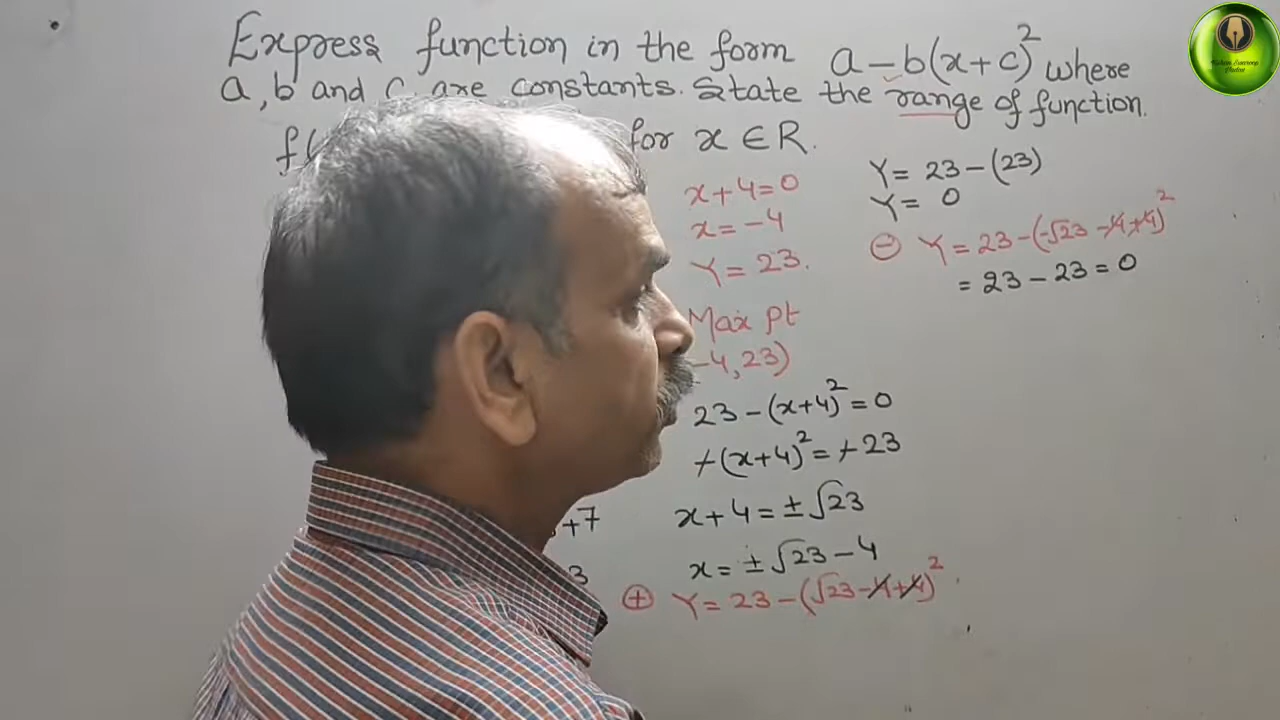 Express function in the form a-b(x+c)²where
a, b and c are constants. State the range of function
f( for x ∈ R.
x+4=0
x=-4
Y=23.
Max pt
-4,23)
23-(x+4)²=0
-(x+4)²=-23
x+4=±√23
x=±√23-4
⊕ Y=23-(√23-4+4)²
+7
3
Y=23-(23)
Y=0
⊖ Y=23-(-√23-4+4)²
=23-23=0